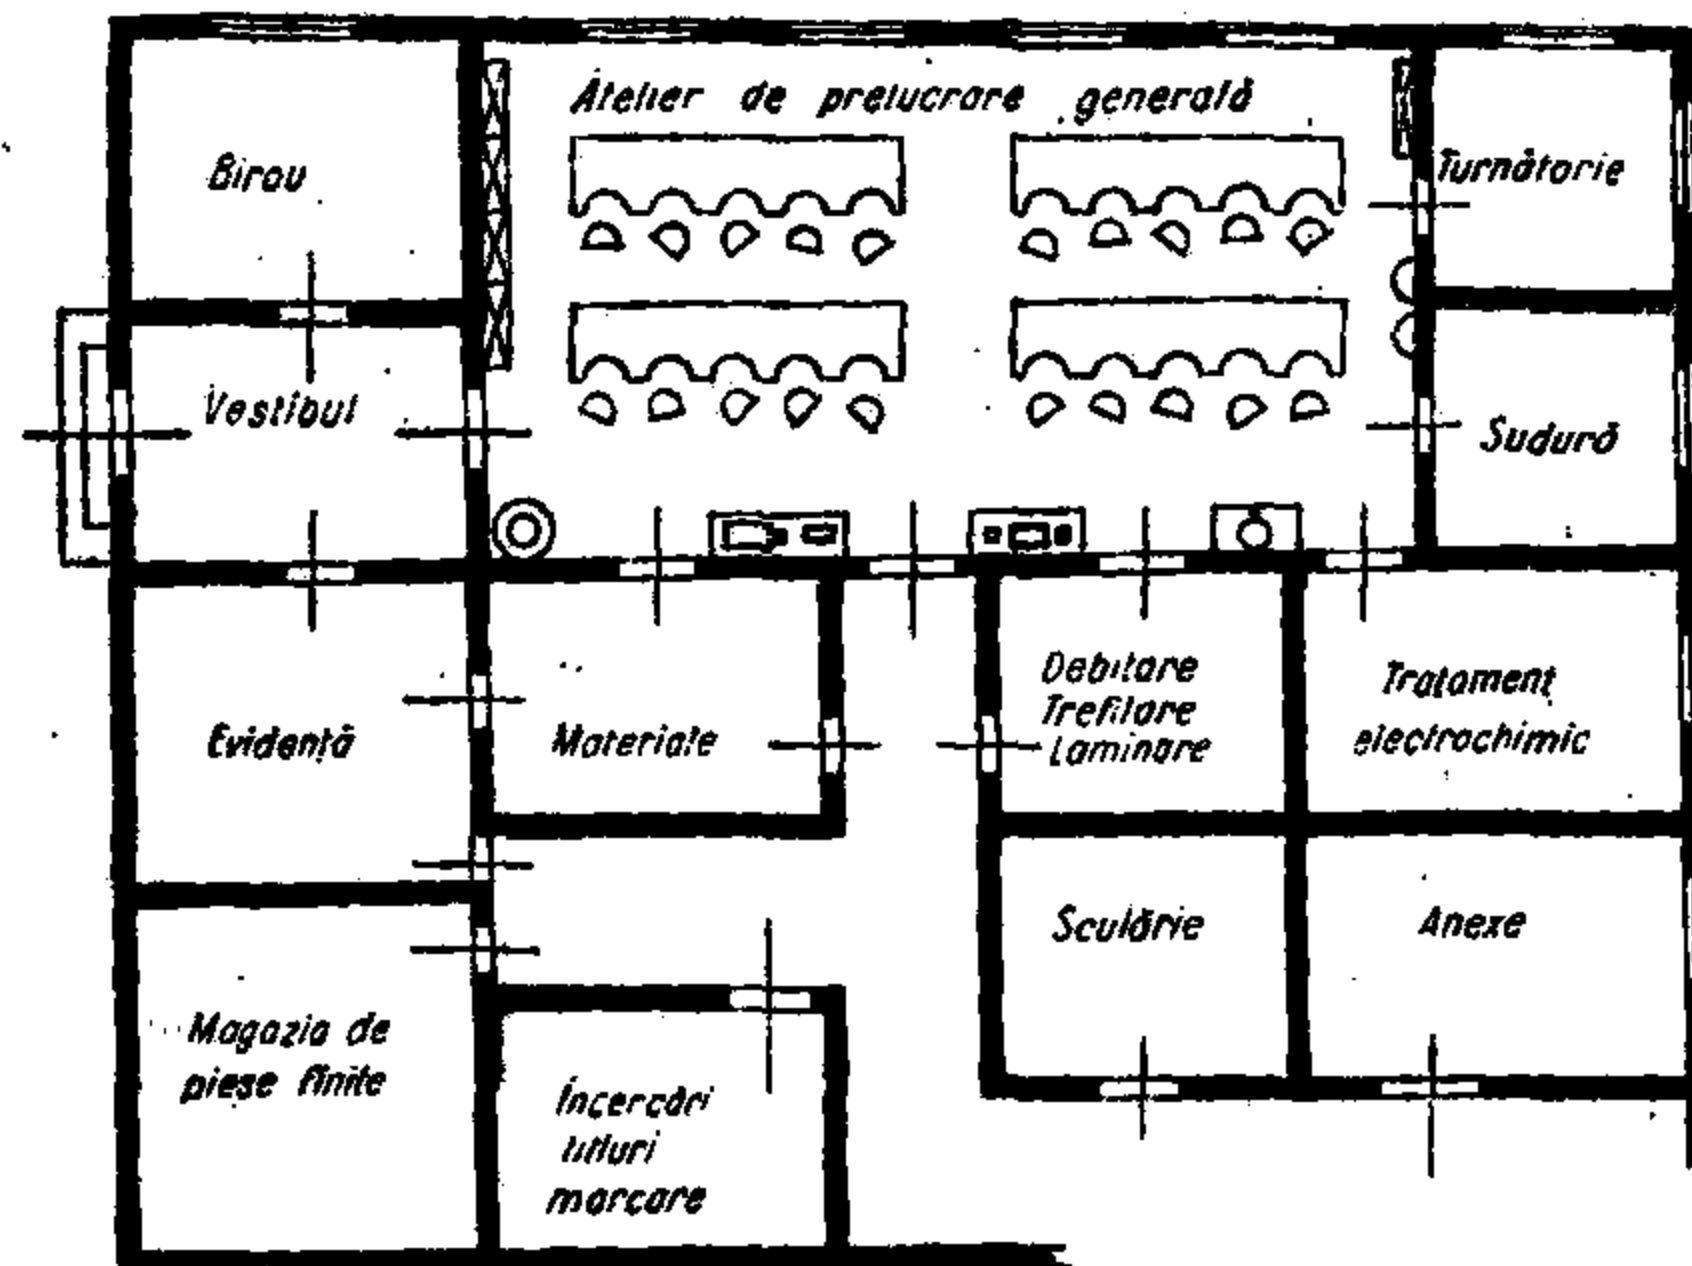 Atelier de prelucrare generală
Birou
Turnătorie
Vestibul
Sudură
Evidență
Materiale
Debitare
Trefilare
Laminare
Tratament
electrochimic
Magazia de
piese finite
Încercări
titluri
marcare
Sculărie
Anexe